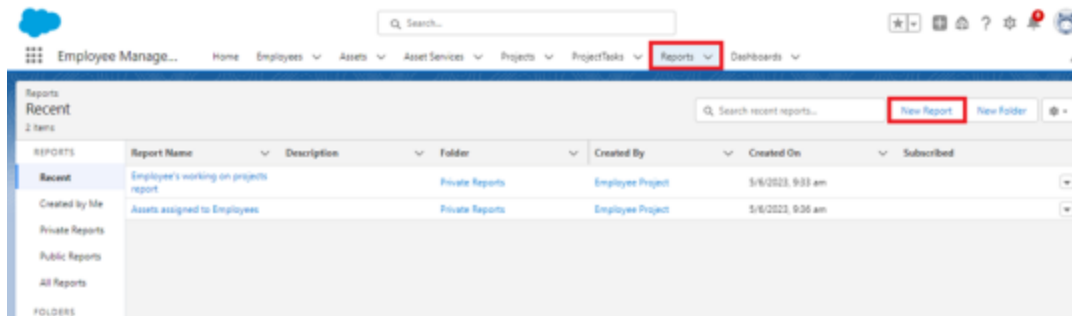 Search...
Employee Manage... Home Employees Assets Asset Services Projects ProjectTasks Reports Dashboards
Reports
Recent
2 items
Search recent reports... New Report New Folder
REPORTS Report Name Description Folder Created By Created On Subscribed
Recent Employee's working on projects report Private Reports Employee Project 5/6/2023, 9:33 am
Created by Me Assets assigned to Employees Private Reports Employee Project 5/6/2023, 9:36 am
Private Reports
Public Reports
All Reports
FOLDERS